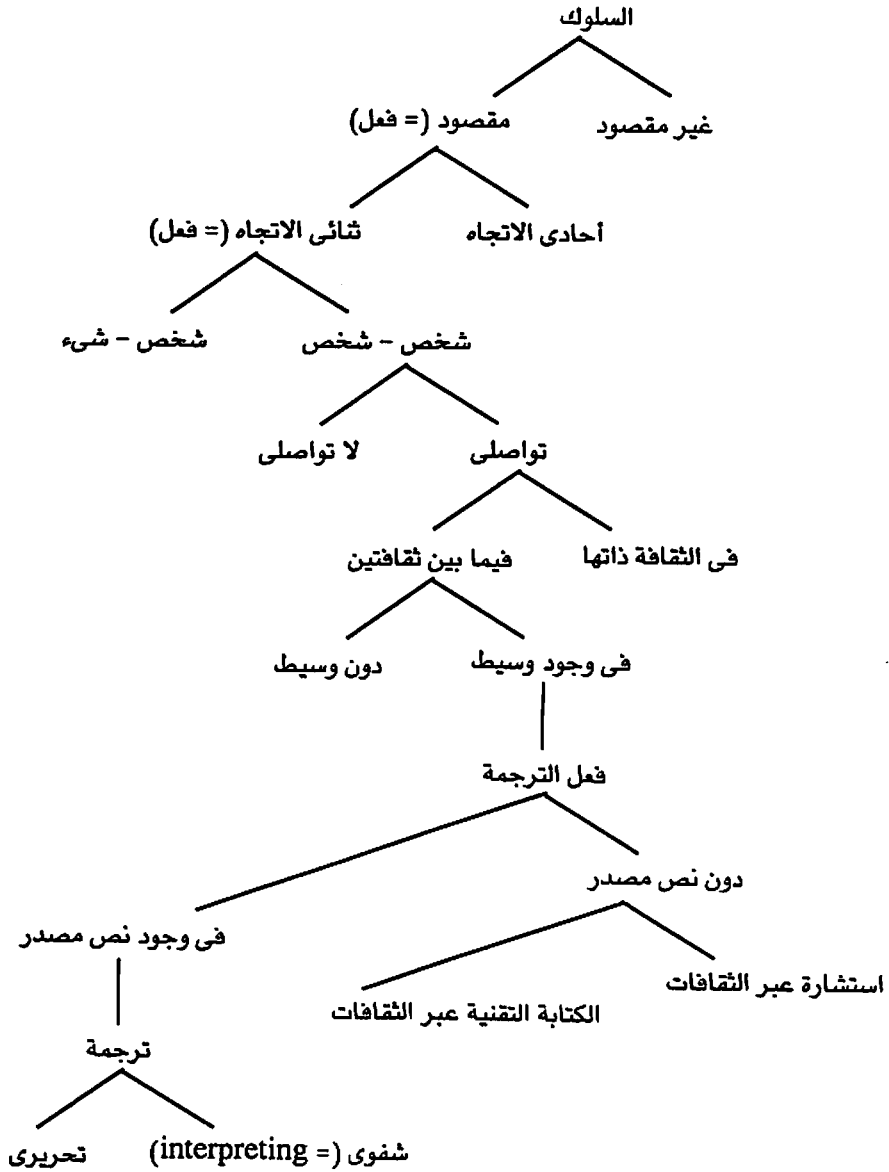 السلوك
غير مقصود
مقصود (= فعل)
أحادى الاتجاه
ثنائى الاتجاه (= فعل)
شخص – شخص
شخص – شىء
تواصلى
لا تواصلى
فى الثقافة ذاتها
فيما بين ثقافتين
فى وجود وسيط
دون وسيط
فعل الترجمة
دون نص مصدر
فى وجود نص مصدر
استشارة عبر الثقافات
الكتابة التقنية عبر الثقافات
ترجمة
شفوى (= interpreting)
تحريرى